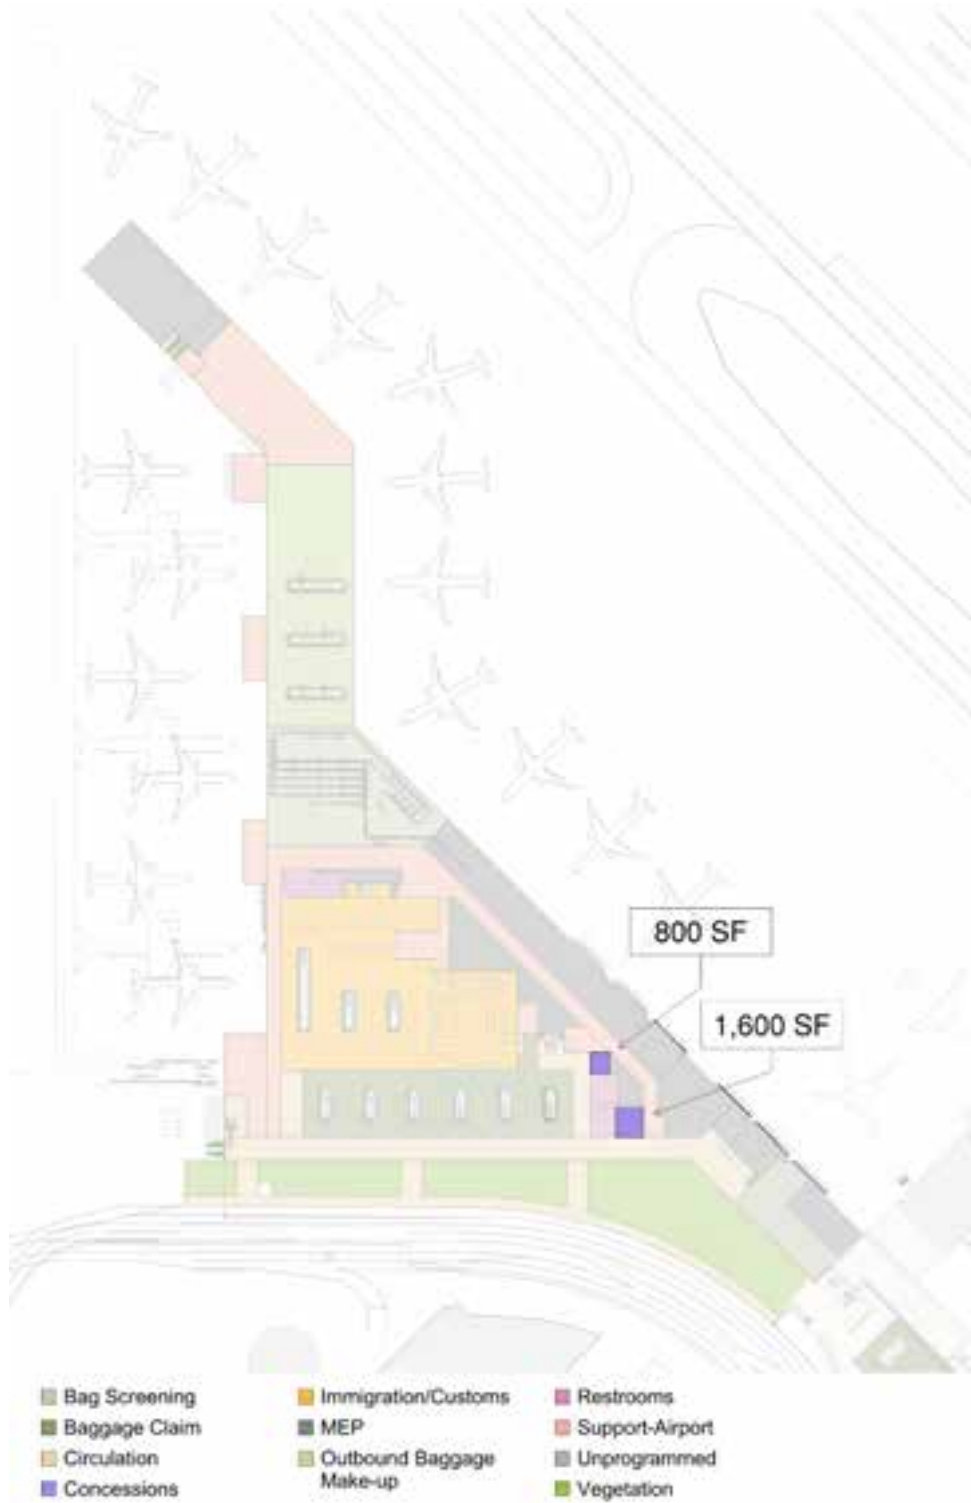 800 SF
1,600 SF
Bag Screening
Baggage Claim
Circulation
Concessions
Immigration/Customs
MEP
Outbound Baggage
Make-up
Restrooms
Support-Airport
Unprogrammed
Vegetation